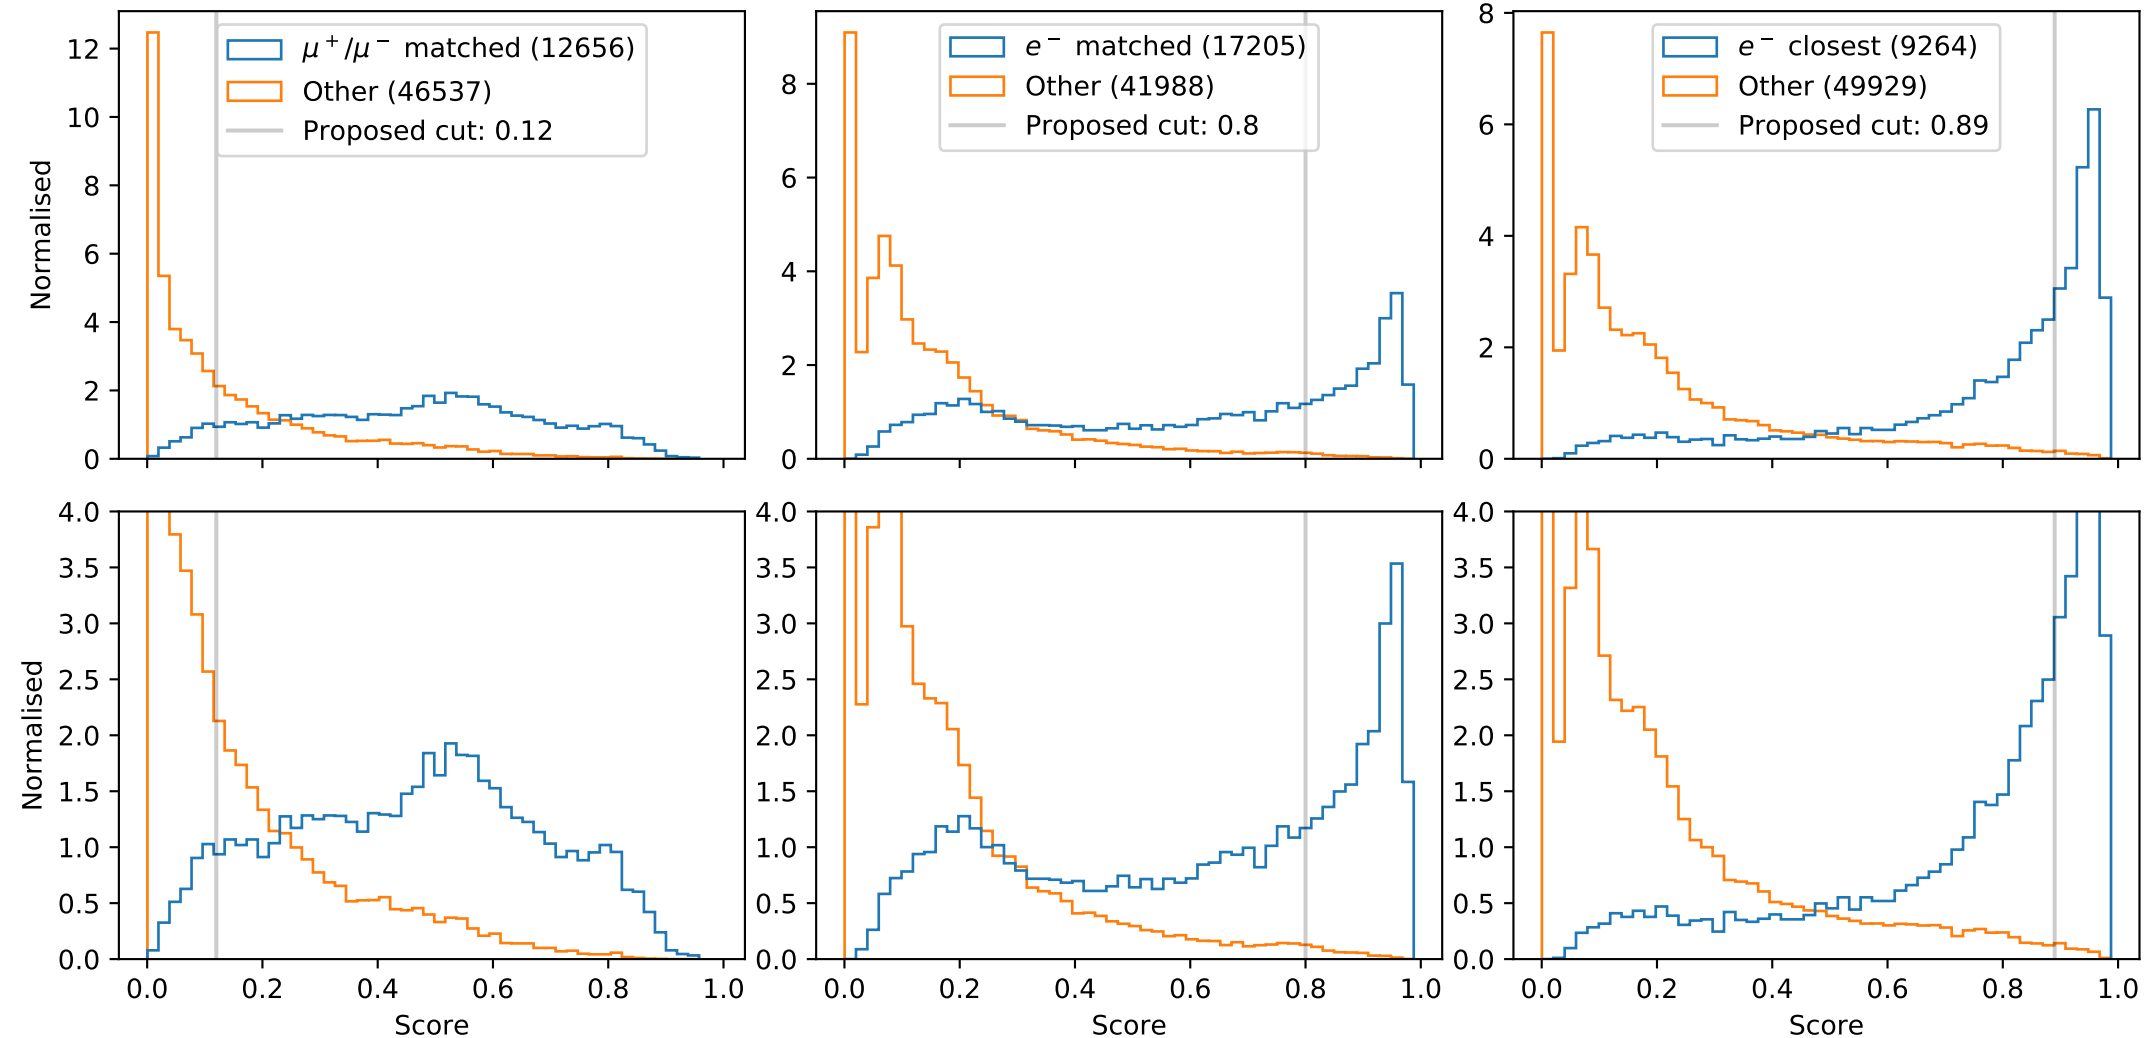 12
10
8
6
4
2
0
Normalised
μ⁺/μ⁻ matched (12656)
Other (46537)
Proposed cut: 0.12
8
6
4
2
0
e⁻ matched (17205)
Other (41988)
Proposed cut: 0.8
8
6
4
2
0
e⁻ closest (9264)
Other (49929)
Proposed cut: 0.89
4.0
3.5
3.0
2.5
2.0
1.5
1.0
0.5
0.0
Normalised
0.0 0.2 0.4 0.6 0.8 1.0
Score
4.0
3.5
3.0
2.5
2.0
1.5
1.0
0.5
0.0
0.0 0.2 0.4 0.6 0.8 1.0
Score
4.0
3.5
3.0
2.5
2.0
1.5
1.0
0.5
0.0
0.0 0.2 0.4 0.6 0.8 1.0
Score